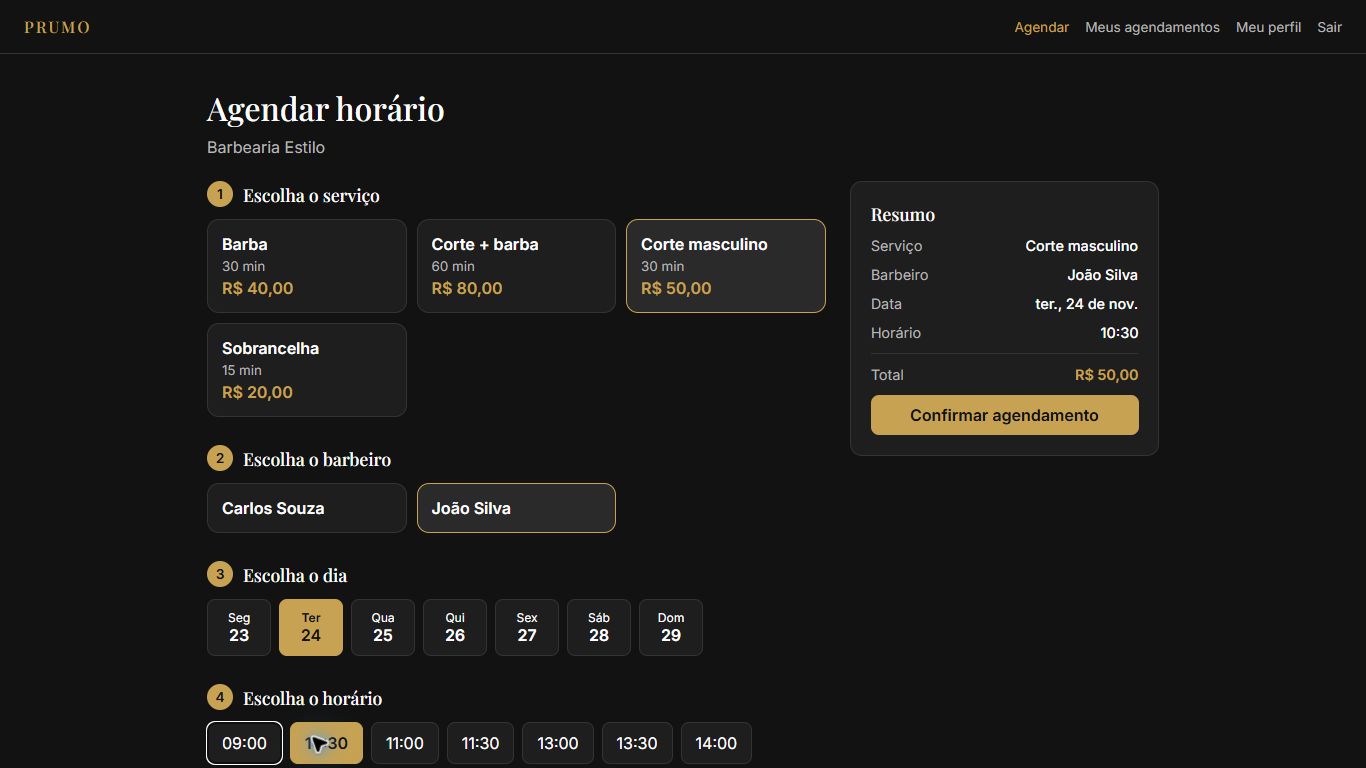 PRUMO
Agendar Meus agendamentos Meu perfil Sair
Agendar horário
Barbearia Estilo
1 Escolha o serviço
Barba
30 min
R$ 40,00
Corte + barba
60 min
R$ 80,00
Corte masculino
30 min
R$ 50,00
Sobrancelha
15 min
R$ 20,00
2 Escolha o barbeiro
Carlos Souza
João Silva
3 Escolha o dia
Seg
23
Ter
24
Qua
25
Qui
26
Sex
27
Sáb
28
Dom
29
4 Escolha o horário
09:00 10:30 11:00 11:30 13:00 13:30 14:00
Resumo
Serviço Corte masculino
Barbeiro João Silva
Data ter., 24 de nov.
Horário 10:30
Total R$ 50,00
Confirmar agendamento